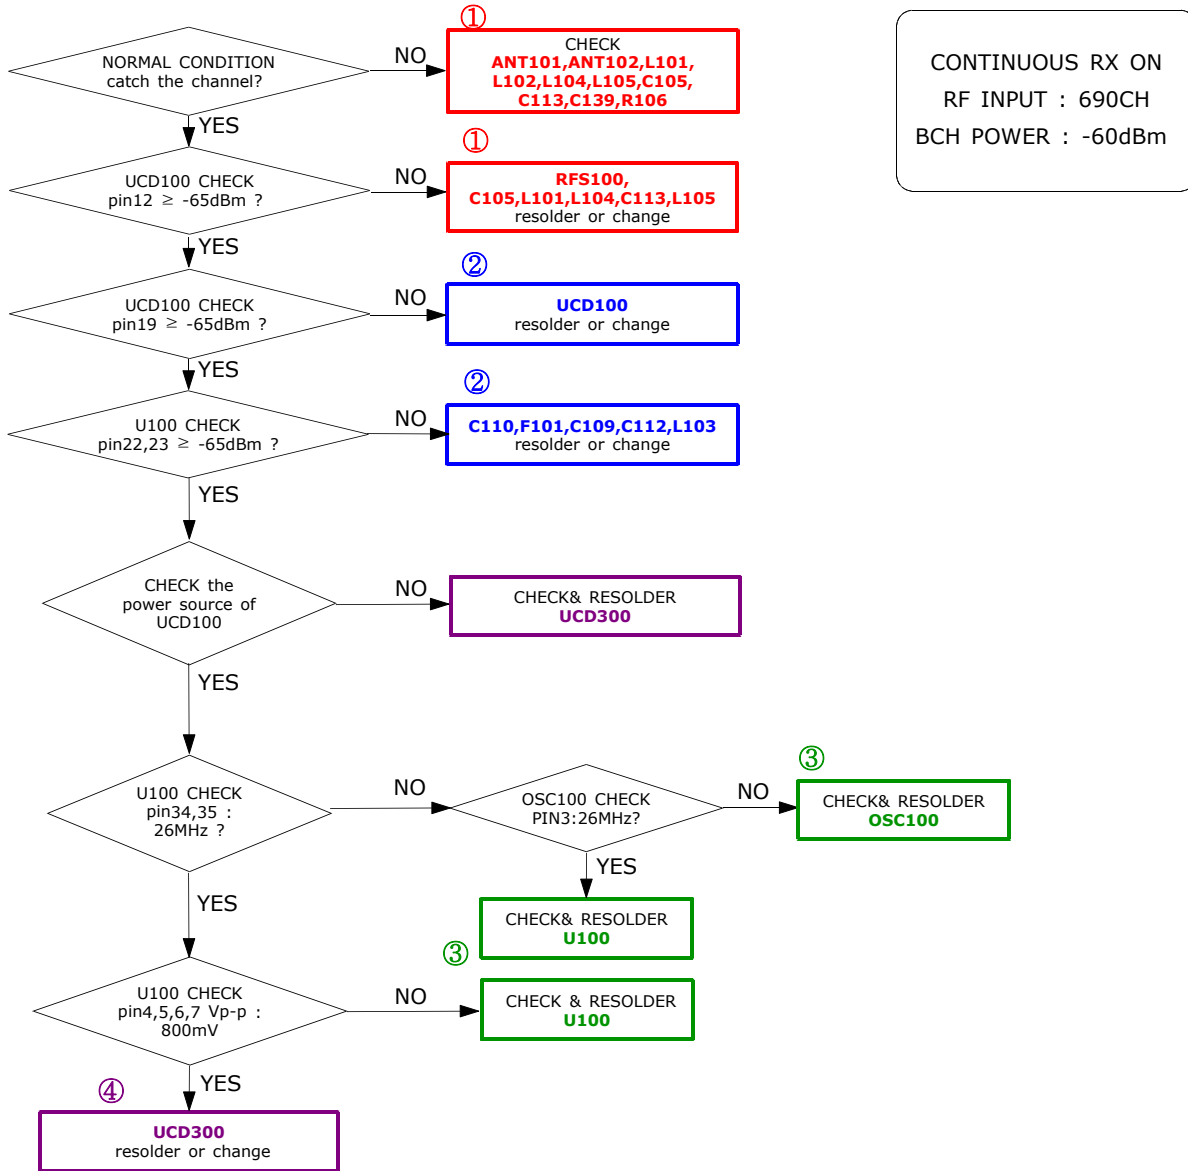 ①
NORMAL CONDITION
catch the channel?
NO
CHECK
ANT101,ANT102,L101,
L102,L104,L105,C105,
C113,C139,R106
CONTINUOUS RX ON
RF INPUT : 690CH
BCH POWER : -60dBm
YES
①
UCD100 CHECK
pin12 ≥ -65dBm ?
NO
RFS100,
C105,L101,L104,C113,L105
resolder or change
YES
②
UCD100 CHECK
pin19 ≥ -65dBm ?
NO
UCD100
resolder or change
YES
②
U100 CHECK
pin22,23 ≥ -65dBm ?
NO
C110,F101,C109,C112,L103
resolder or change
YES
CHECK the
power source of
UCD100
NO
CHECK& RESOLDER
UCD300
YES
U100 CHECK
pin34,35 :
26MHz ?
NO
OSC100 CHECK
PIN3:26MHz?
NO
③
CHECK& RESOLDER
OSC100
YES
CHECK& RESOLDER
U100
YES
③
U100 CHECK
pin4,5,6,7 Vp-p :
800mV
NO
CHECK & RESOLDER
U100
YES
④
UCD300
resolder or change